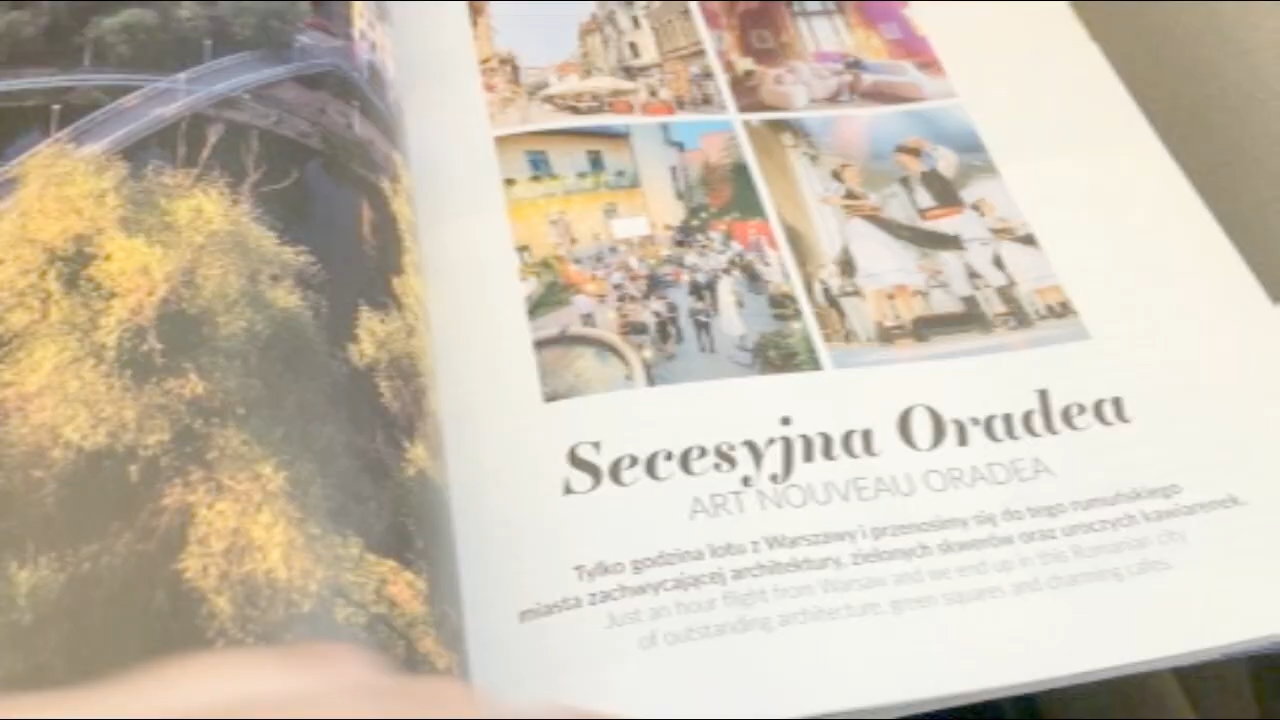 Secesyjna Oradea
ART NOUVEAU ORADEA
Tylko godzina lotu z Warszawy i przenosimy się do tego rumuńskiego
miasta zachwycającej architektury, zielonych skwerów oraz uroczych kawiarenek.
Just an hour flight from Warsaw and we end up in this Romanian city
of outstanding architecture, green squares and charming cafés.